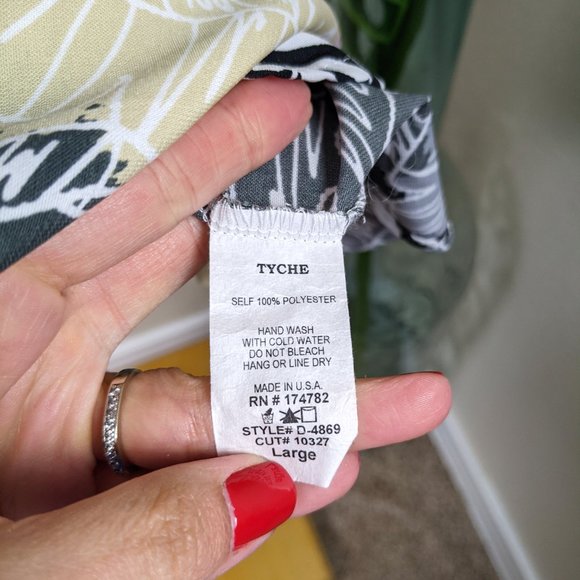 TYCHE
SELF 100% POLYESTER
HAND WASH
WITH COLD WATER
DO NOT BLEACH
HANG OR LINE DRY
MADE IN U.S.A.
RN # 174782
STYLE# D-4869
CUT# 10327
Large